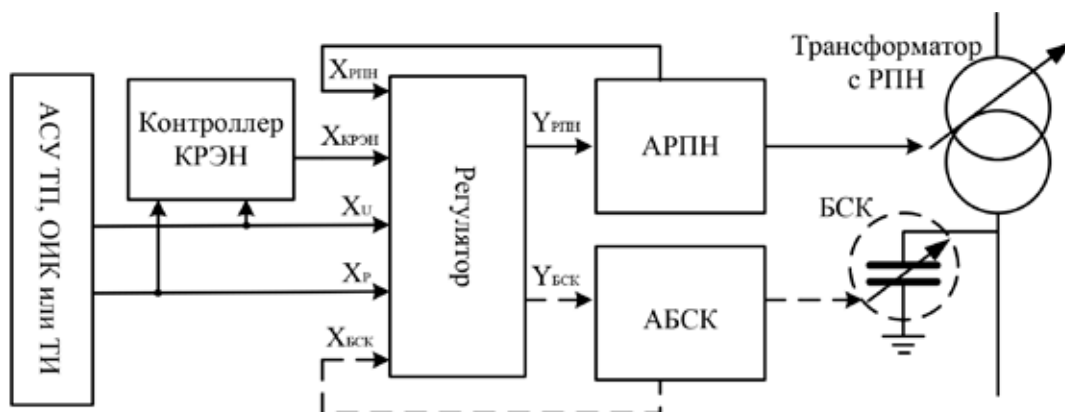 АСУ ТП, ОИК или ТИ
Контроллер
КРЭН
XРПН
XКРЭН
XU
XP
XБСК
Регулятор
YРПН
YБСК
АРПН
АБСК
Трансформатор
с РПН
БСК